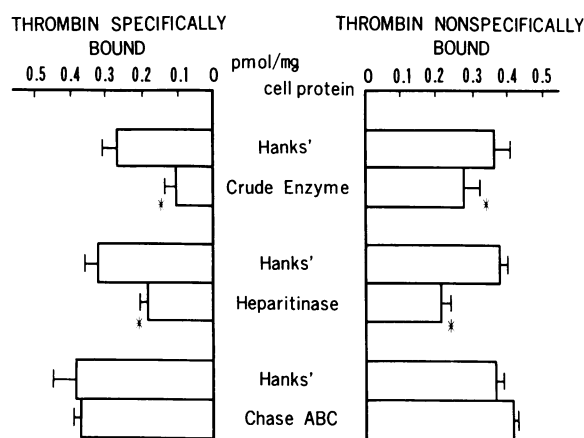 THROMBIN SPECIFICALLY
BOUND
THROMBIN NONSPECIFICALLY
BOUND
pmol/mg
cell protein
0.5 0.4 0.3 0.2 0.1 0
0 0.1 0.2 0.3 0.4 0.5
Hanks'
Crude Enzyme
* *
Hanks'
Heparitinase
* *
Hanks'
Chase ABC